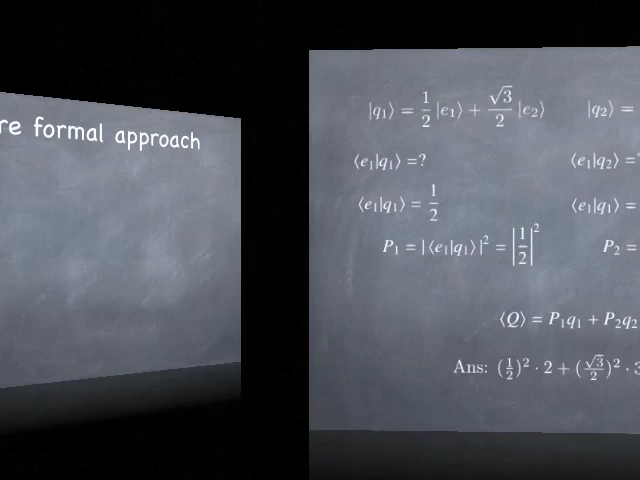 re formal approach
|q₁⟩ = 1/2 |e₁⟩ + √3/2 |e₂⟩ |q₂⟩ =
⟨e₁|q₁⟩ =? ⟨e₁|q₂⟩ =?
⟨e₁|q₁⟩ = 1/2 ⟨e₁|q₁⟩ =
P₁ = | ⟨e₁|q₁⟩ |² = |1/2|² P₂ =
⟨Q⟩ = P₁q₁ + P₂q₂
Ans: (1/2)² · 2 + (√3/2)² · 3